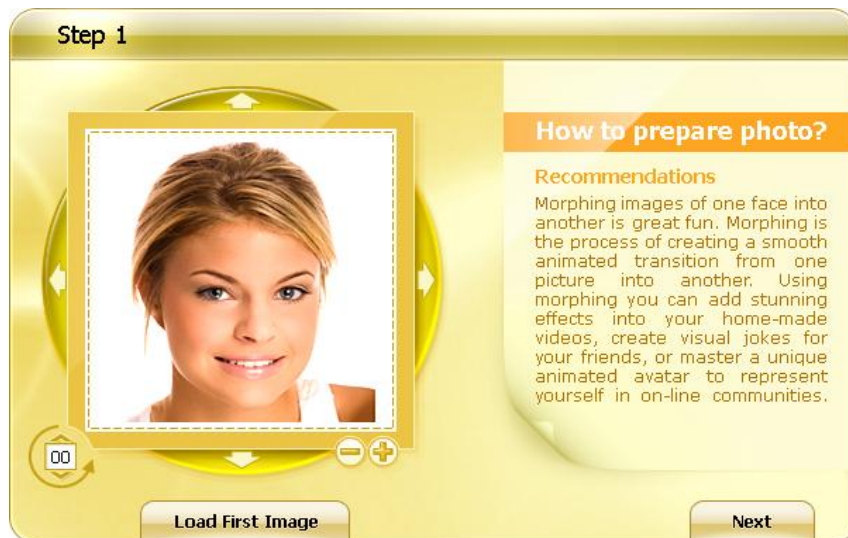 Step 1
How to prepare photo?
Recommendations
Morphing images of one face into
another is great fun. Morphing is
the process of creating a smooth
animated transition from one
picture into another. Using
morphing you can add stunning
effects into your home-made
videos, create visual jokes for
your friends, or master a unique
animated avatar to represent
yourself in on-line communities.
00
Load First Image
Next